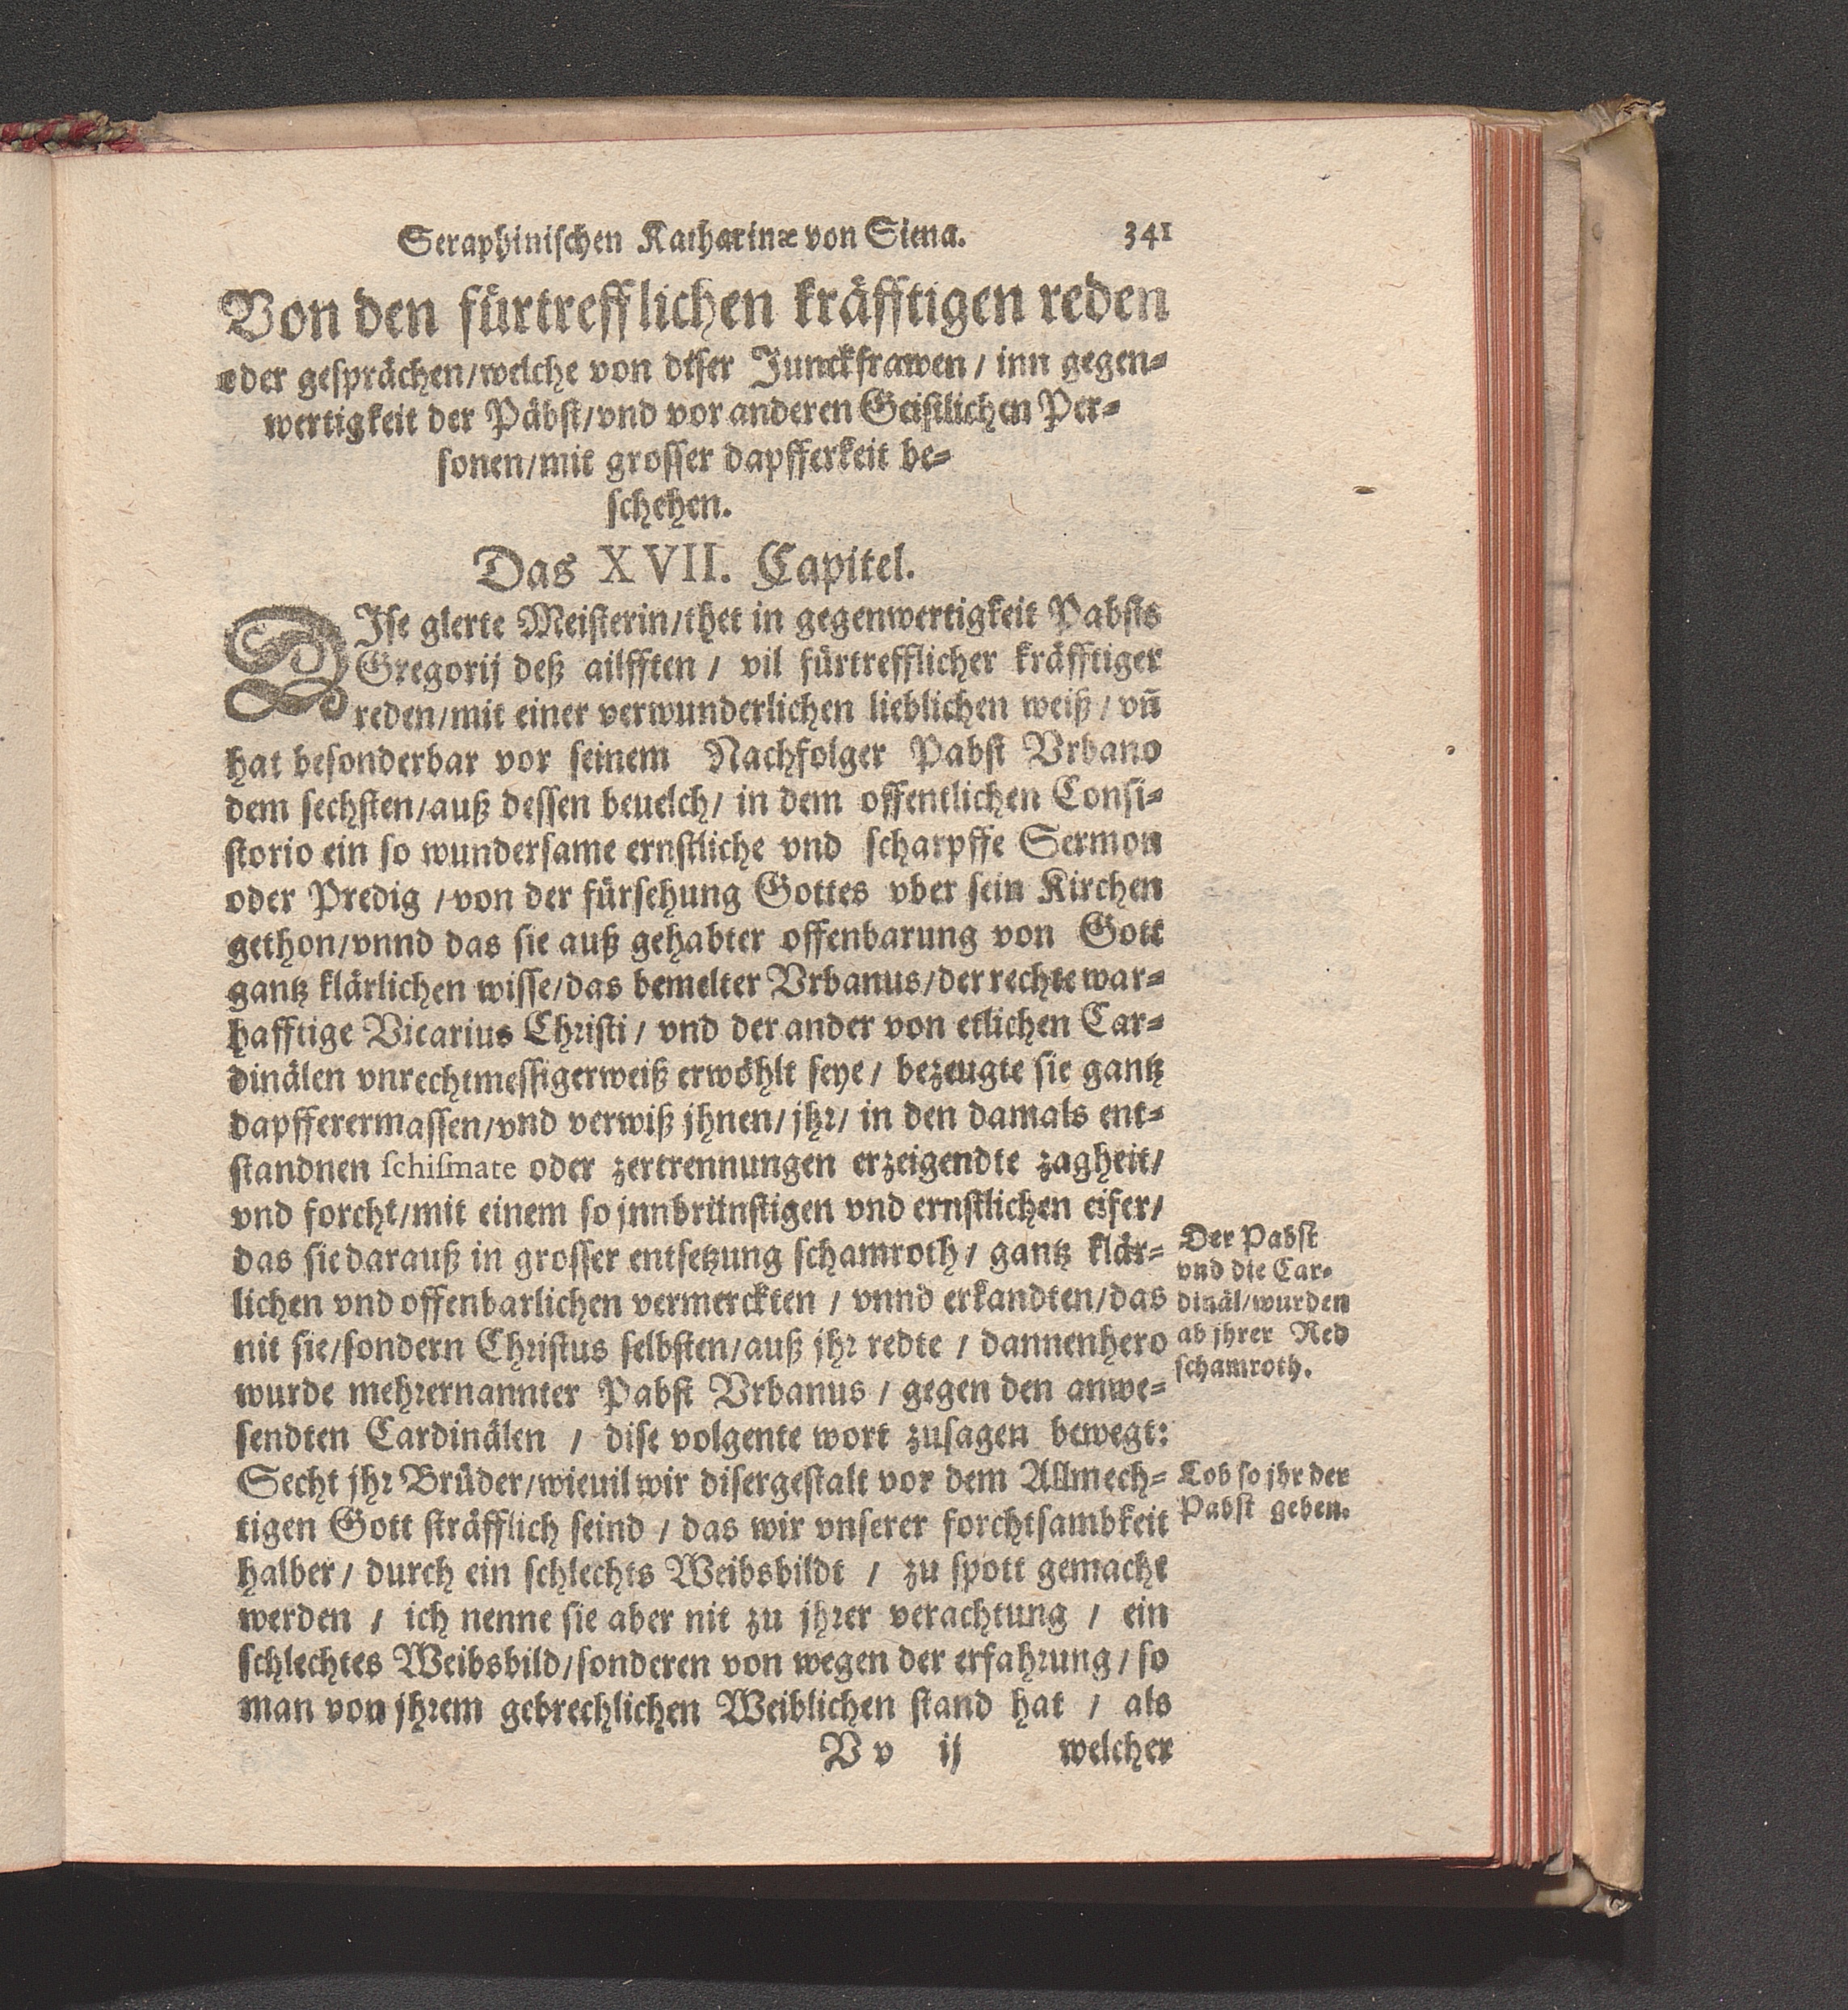 Seraphinischen Katharinæ von Siena. 341
Von den fürtrefflichen kräfftigen reden
oder gesprächen/welche von diser Junckfrawen/ inn gegen-
wertigkeit der Päbst/vnd vor anderen Geistlichen Per-
sonen/mit grosser dapfferkeit be-
schehen.
Das XVII. Capitel.
DIse glerte Meisterin/thet in gegenwertigkeit Pabsts
Gregorij deß ailfften / vil fürtrefflicher kräfftiger
reden/mit einer verwunderlichen lieblichen weiß / vñ
hat besonderbar vor seinem Nachfolger Pabst Vrbano
dem sechsten/auß dessen beuelch/ in dem offentlichen Consi-
storio ein so wundersame ernstliche vnd scharpffe Sermon
oder Predig /von der fürsehung Gottes vber sein Kirchen
gethon/vnnd das sie auß gehabter offenbarung von Gott
gantz klärlichen wisse/das bemelter Vrbanus/der rechte war-
hafftige Vicarius Christi/ vnd der ander von etlichen Car-
dinälen vnrechtmessigerweiß erwöhlt seye/ bezeugte sie gantz
dapfferermassen/vnd verwiß jhnen/ jhr/ in den damals ent-
standnen schismate oder zertrennungen erzeigendte zagheit/
vnd forcht/mit einem so jnnbrünstigen vnd ernstlichen eifer/
das sie darauß in grosser entsetzung schamroth/ gantz klär-
lichen vnd offenbarlichen vermerckten / vnnd erkandten/das
nit sie/sondern Christus selbsten/auß jhr redte / dannenhero
wurde mehrernannter Pabst Vrbanus / gegen den anwe-
sendten Cardinälen / dise volgente wort zusagen bewegt:
Secht jhr Brüder/wieuil wir disergestalt vor dem Allmech-
tigen Gott sträfflich seind / das wir vnserer forchtsambkeit
halber/ durch ein schlechts Weibsbildt / zu spott gemacht
werden / ich nenne sie aber nit zu jhrer verachtung / ein
schlechtes Weibsbild/sonderen von wegen der erfahrung / so
man von jhrem gebrechlichen Weiblichen stand hat / als
V v ij welcher
Der Pabst
vnd die Car-
dinäl/wurden
ab jhrer Red
schamroth.
Lob so jhr der
Pabst geben.